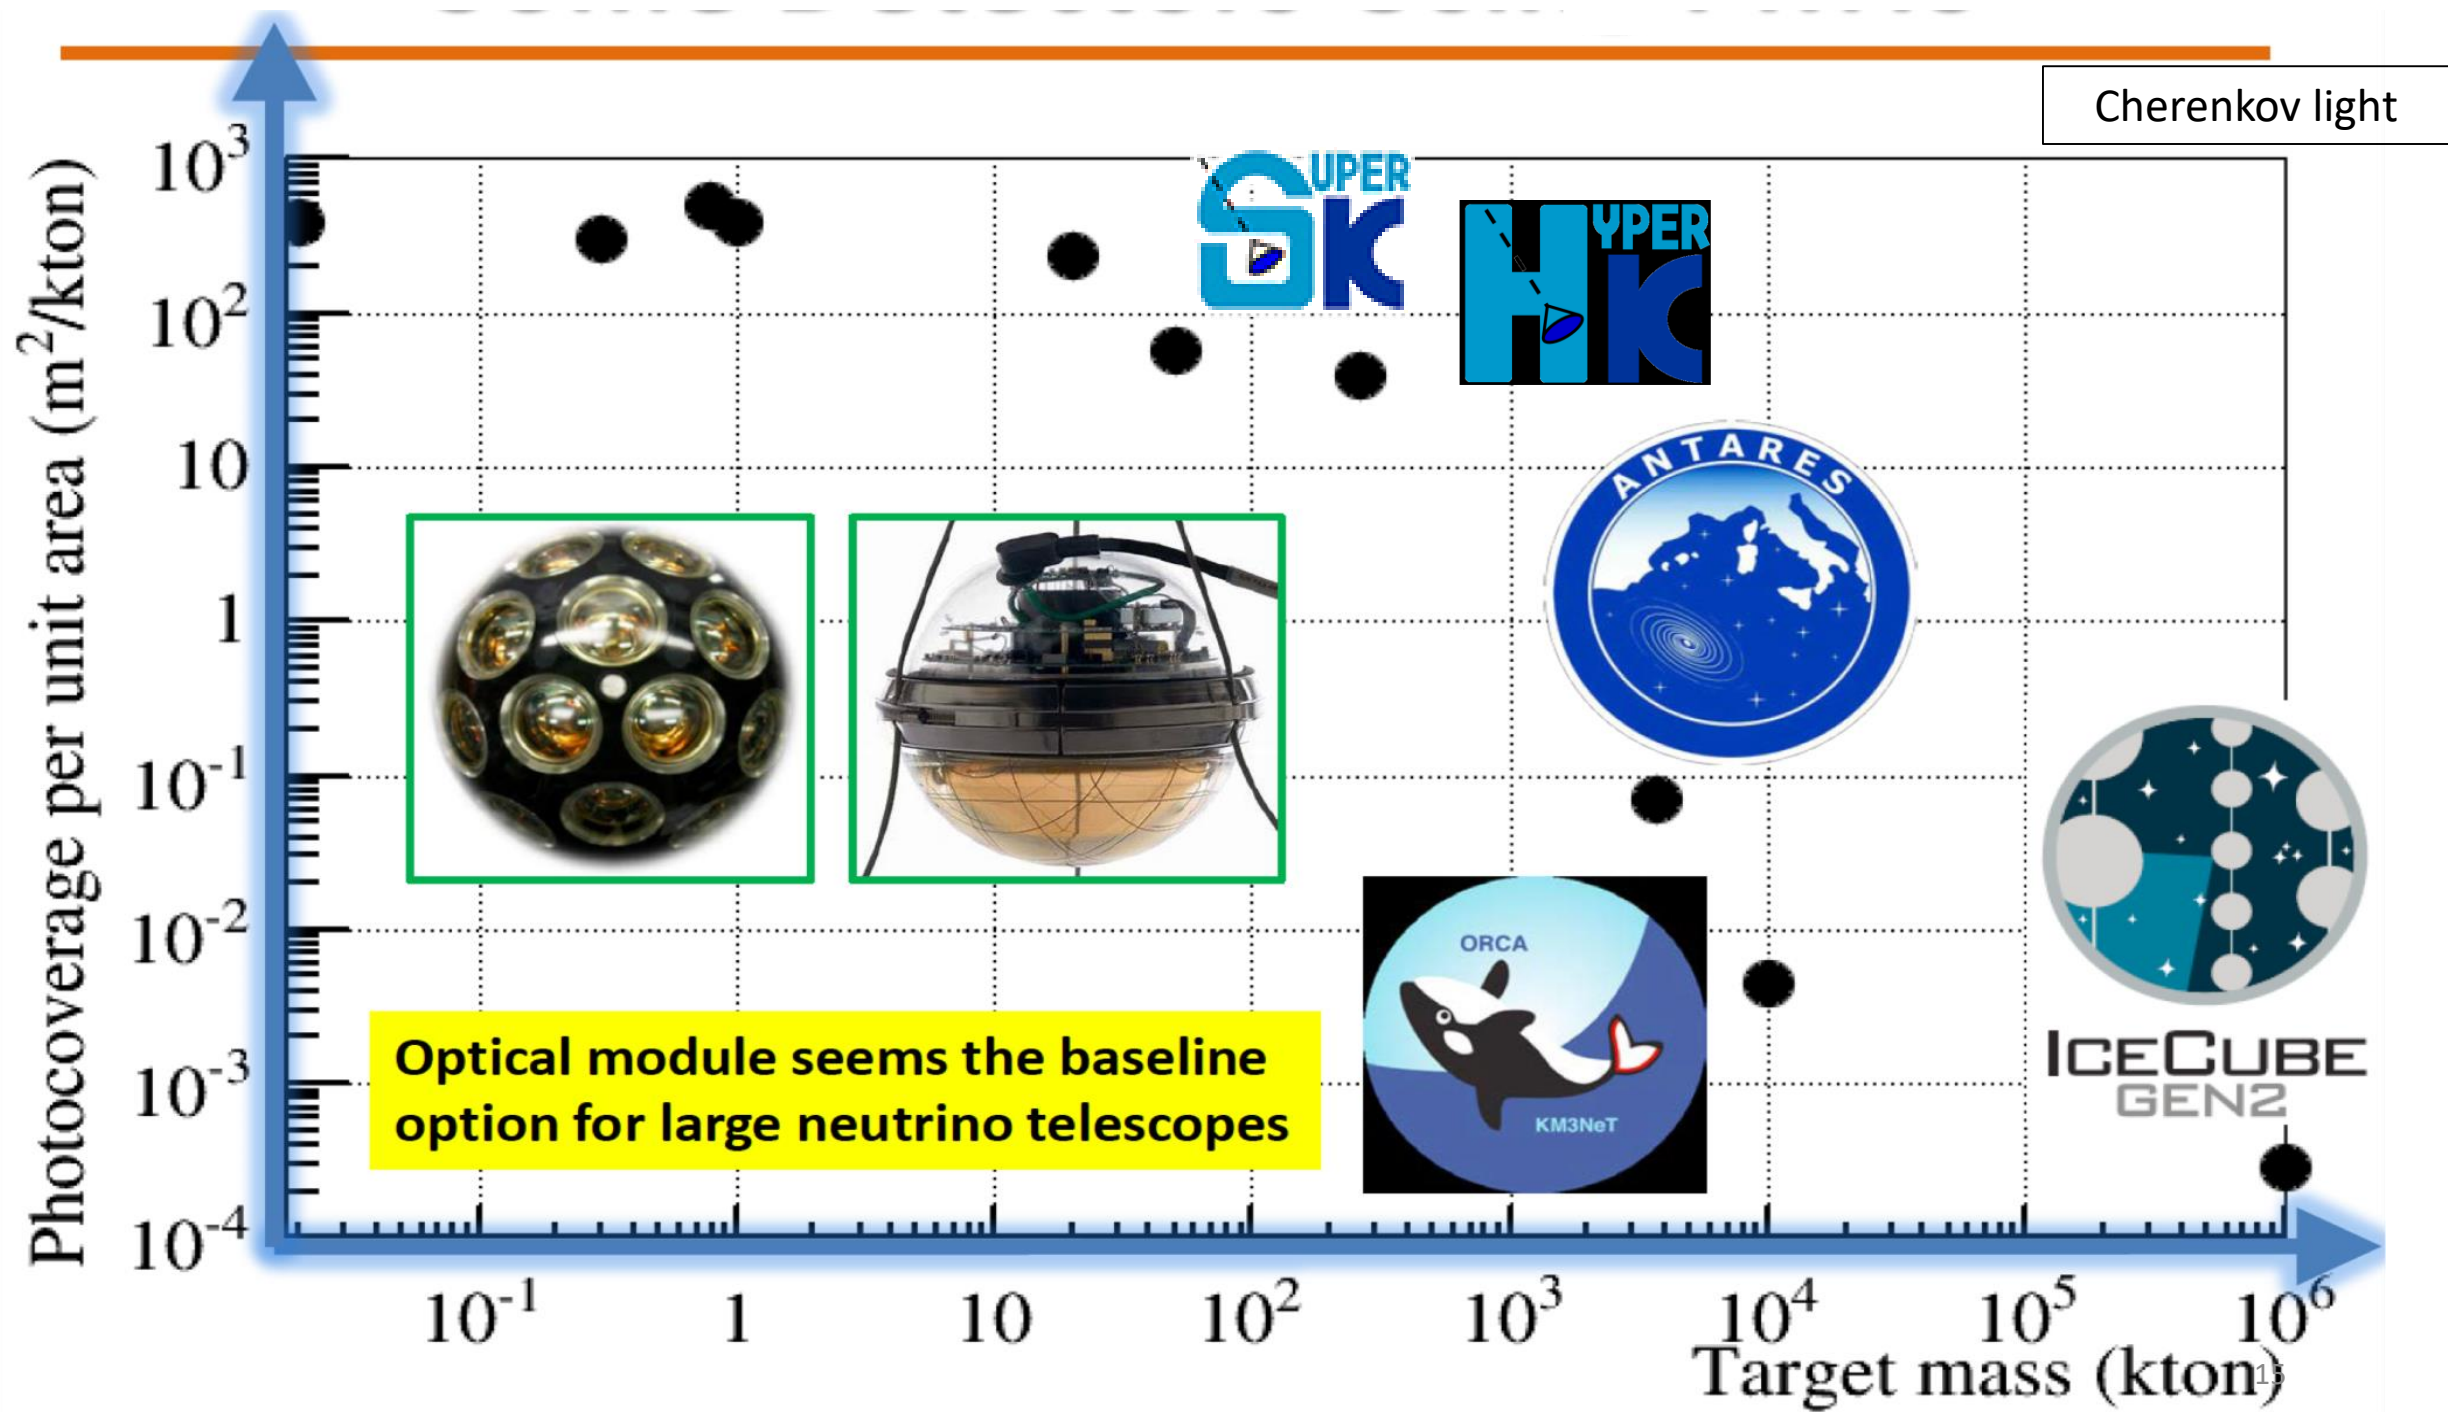 Cherenkov light
Photocoverage per unit area (m²/kton)
10³
10²
10
1
10⁻¹
10⁻²
10⁻³
10⁻⁴
SUPER
K
HYPER
K
ANTARES
ORCA
KM3NeT
ICECUBE
GEN2
Optical module seems the baseline
option for large neutrino telescopes
10⁻¹ 1 10 10² 10³ 10⁴ 10⁵ 10⁶
Target mass (kton)
15